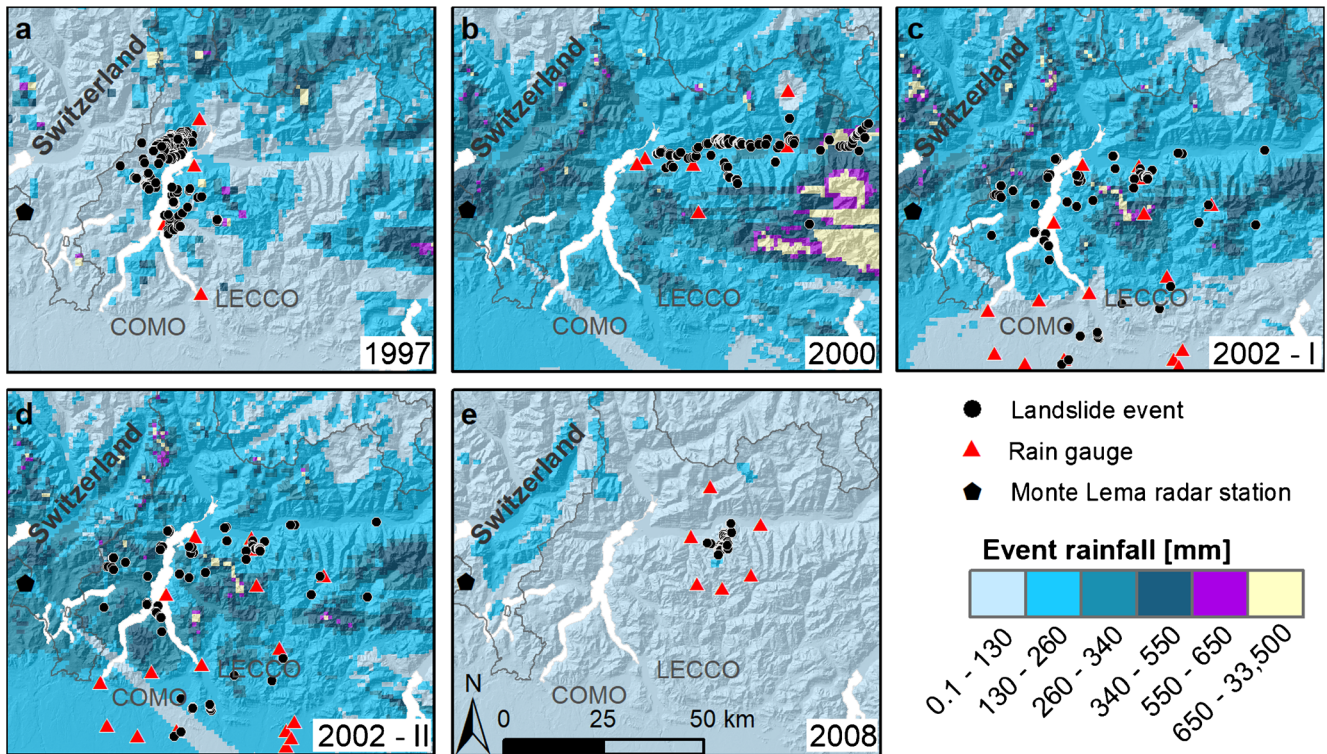 a
Switzerland
LECCO
COMO
1997
b
Switzerland
LECCO
COMO
2000
c
Switzerland
LECCO
COMO
2002 - I
d
Switzerland
LECCO
COMO
2002 - II
e
Switzerland
LECCO
COMO
N
0 25 50 km
2008
Landslide event
Rain gauge
Monte Lema radar station
Event rainfall [mm]
0.1 - 130
130 - 260
260 - 340
340 - 550
550 - 650
650 - 33,500